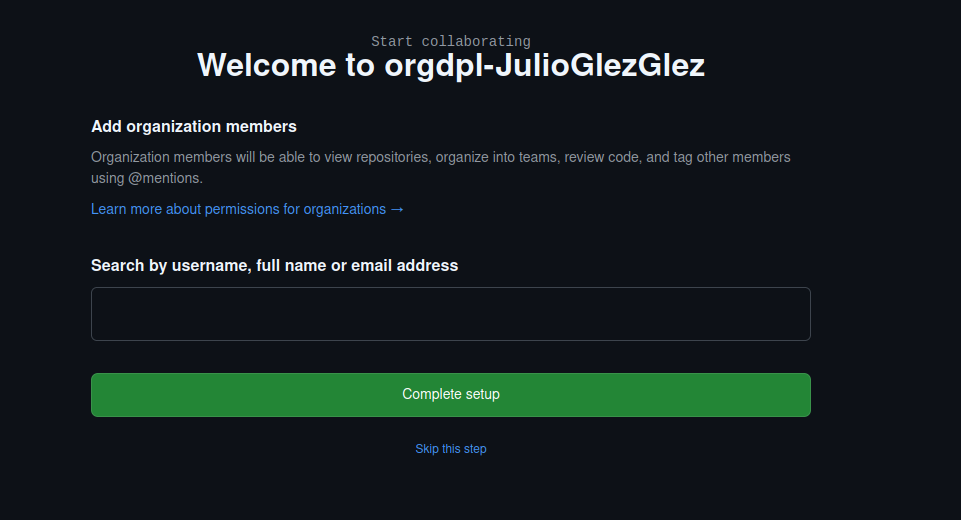 Start collaborating
Welcome to orgdpl-JulioGlezGlez
Add organization members
Organization members will be able to view repositories, organize into teams, review code, and tag other members
using @mentions.
Learn more about permissions for organizations →
Search by username, full name or email address
Complete setup
Skip this step